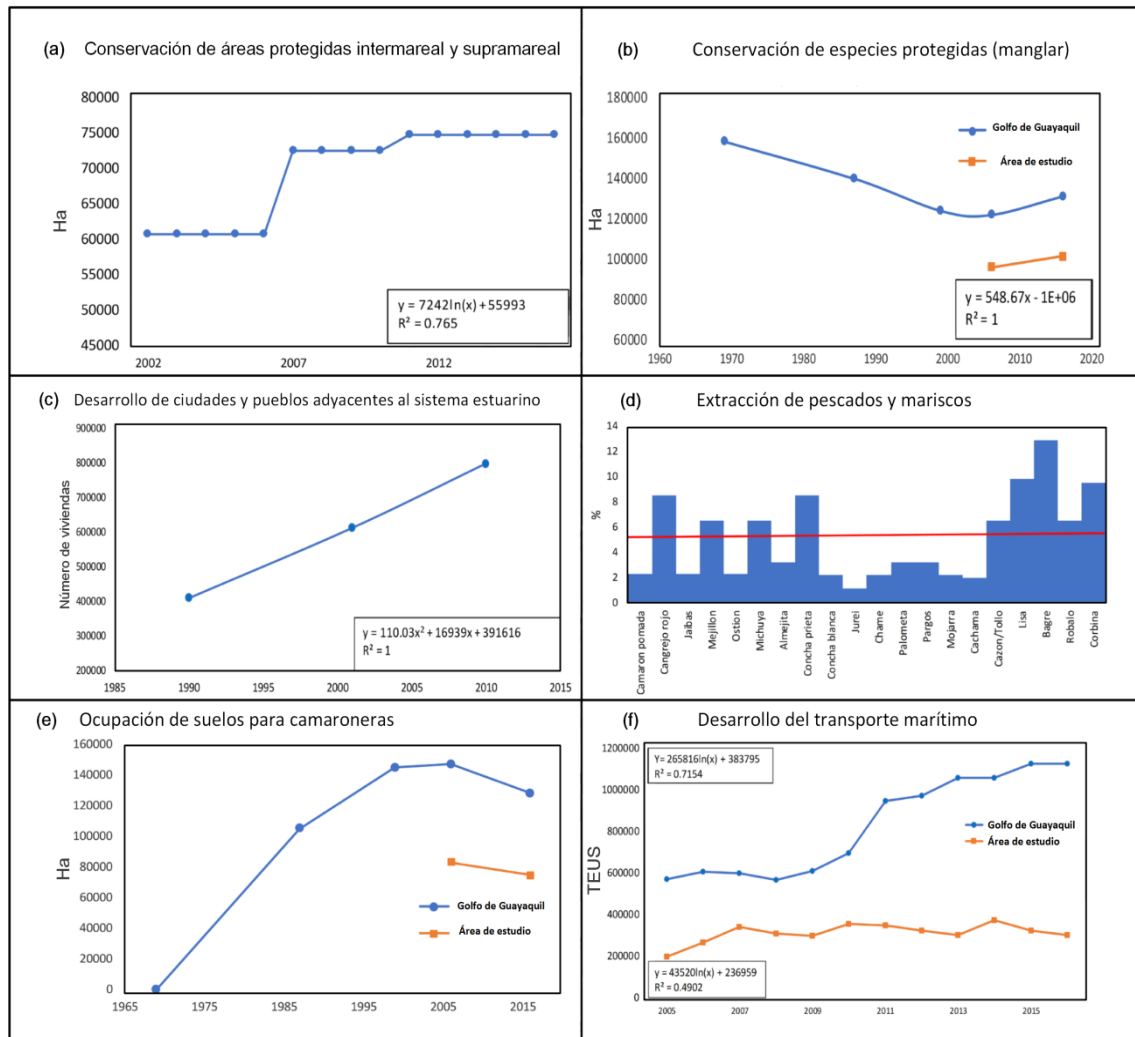 (a) Conservación de áreas protegidas intermareal y supramareal
Ha
80000
75000
70000
65000
60000
55000
50000
45000
2002
2007
2012
y = 7242ln(x) + 55993
R² = 0.765
(b) Conservación de especies protegidas (manglar)
Ha
180000
160000
140000
120000
100000
80000
60000
1960
1970
1980
1990
2000
2010
2020
Golfo de Guayaquil
Área de estudio
y = 548.67x - 1E+06
R² = 1
(c) Desarrollo de ciudades y pueblos adyacentes al sistema estuarino
Número de viviendas
900000
800000
700000
600000
500000
400000
300000
200000
1985
1990
1995
2000
2005
2010
2015
y = 110.03x² + 16939x + 391616
R² = 1
(d) Extracción de pescados y mariscos
%
14
12
10
8
6
4
2
0
Camaron pomada
Cangrejo rojo
Jaibas
Mejillon
Ostion
Michuya
Almejita
Concha prieta
Concha blanca
Jurei
Chame
Palometa
Pargos
Mojarra
Cachama
Cazon/Tollo
Lisa
Bagre
Robalo
Corbina
(e) Ocupación de suelos para camaroneras
Ha
160000
140000
120000
100000
80000
60000
40000
20000
0
1965
1975
1985
1995
2005
2015
Golfo de Guayaquil
Área de estudio
(f) Desarrollo del transporte marítimo
TEUS
1200000
1000000
800000
600000
400000
200000
0
2005
2007
2009
2011
2013
2015
Y= 265816ln(x) + 383795
R² = 0.7154
Golfo de Guayaquil
Área de estudio
y = 43520ln(x) + 236959
R² = 0.4902